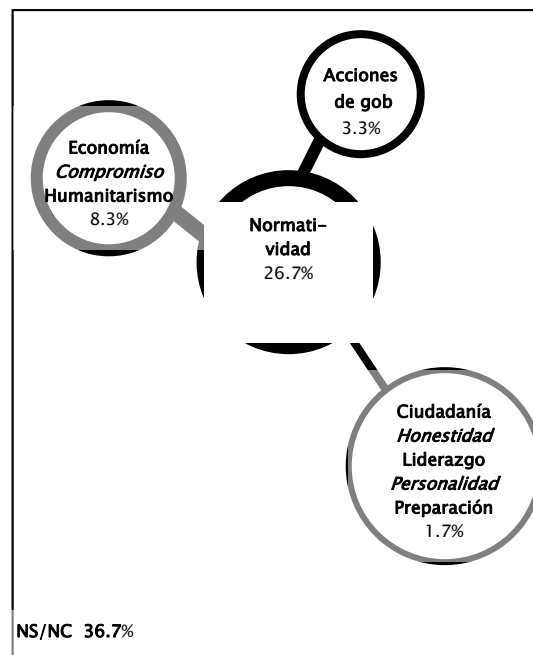 Acciones
de gob
3.3%
Economía
Compromiso
Humanitarismo
8.3%
Normati-
vidad
26.7%
Ciudadanía
Honestidad
Liderazgo
Personalidad
Preparación
1.7%
NS/NC 36.7%